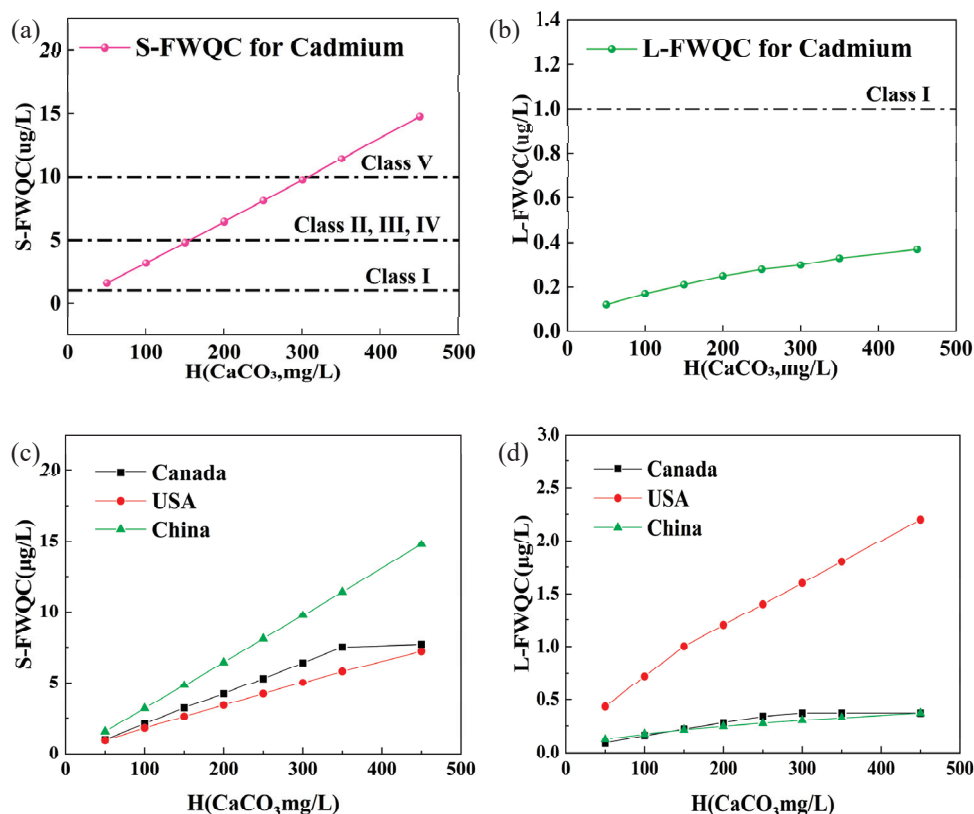 (a)
S-FWQC for Cadmium
20
15
10
5
0
S-FWQC(ug/L)
Class V
Class II, III, IV
Class I
0 100 200 300 400 500
H(CaCO₃,mg/L)
(b)
L-FWQC for Cadmium
1.4
1.2
1.0
0.8
0.6
0.4
0.2
0.0
L-FWQC(ug/L)
Class I
0 100 200 300 400 500
H(CaCO₃,mg/L)
(c)
Canada
USA
China
20
15
10
5
0
S-FWQC(μg/L)
0 100 200 300 400 500
H(CaCO₃mg/L)
(d)
Canada
USA
China
3.0
2.5
2.0
1.5
1.0
0.5
0.0
L-FWQC(μg/L)
0 100 200 300 400 500
H(CaCO₃mg/L)